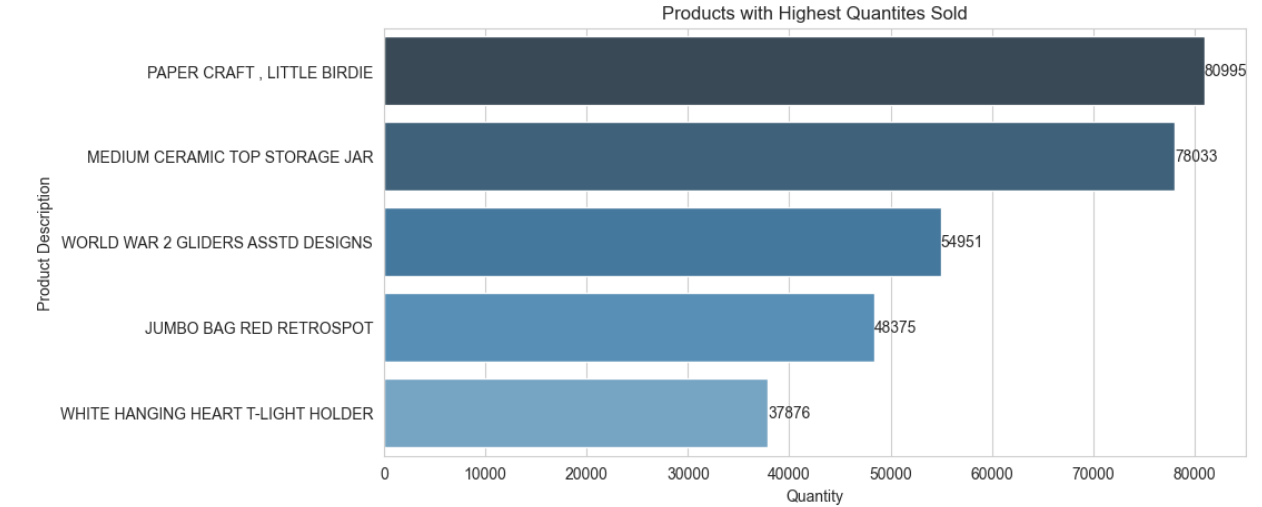 Products with Highest Quantites Sold
PAPER CRAFT , LITTLE BIRDIE
80995
MEDIUM CERAMIC TOP STORAGE JAR
78033
WORLD WAR 2 GLIDERS ASSTD DESIGNS
54951
JUMBO BAG RED RETROSPOT
48375
WHITE HANGING HEART T-LIGHT HOLDER
37876
Product Description
0 10000 20000 30000 40000 50000 60000 70000 80000
Quantity